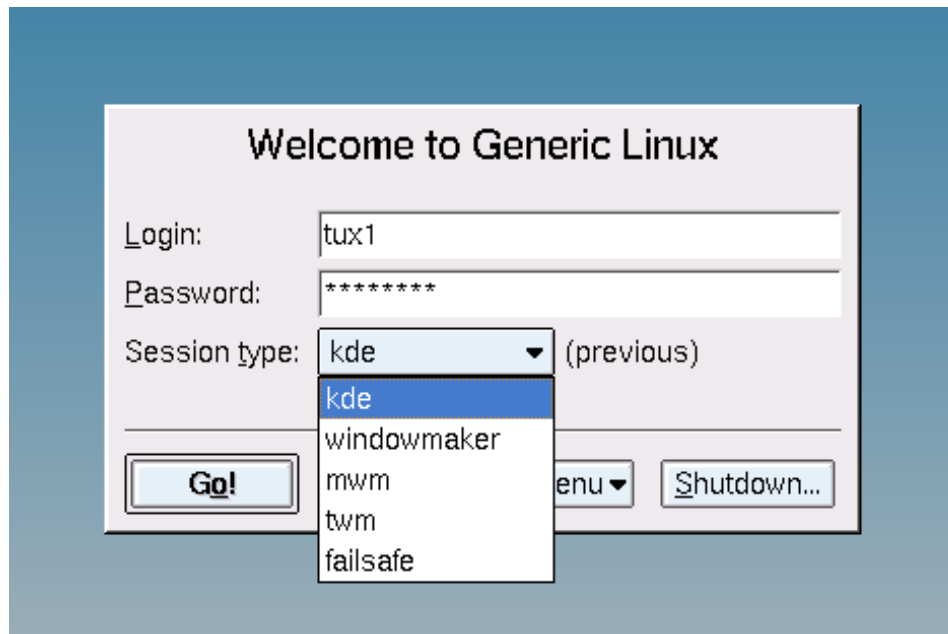 Welcome to Generic Linux
Login: tux1
Password: ********
Session type: kde (previous)
kde
windowmaker
mwm
twm
failsafe
Go! enu Shutdown...